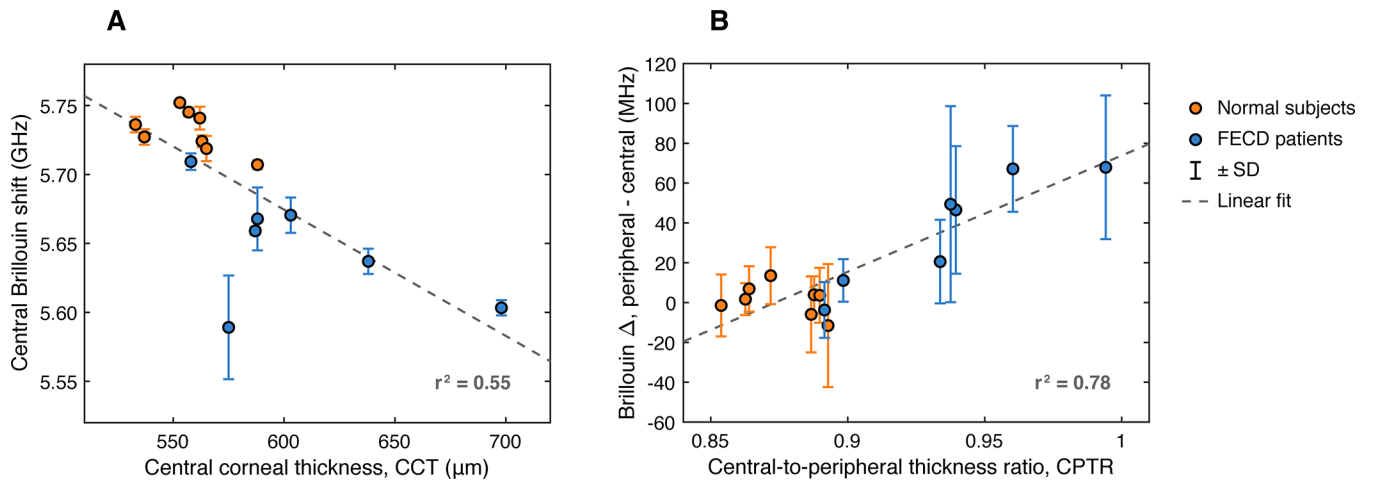 A
B
Central Brillouin shift (GHz)
5.75
5.70
5.65
5.60
5.55
550
600
650
700
Central corneal thickness, CCT (µm)
r² = 0.55
Brillouin Δ, peripheral - central (MHz)
120
100
80
60
40
20
0
-20
-40
-60
0.85
0.9
0.95
1
Central-to-peripheral thickness ratio, CPTR
r² = 0.78
Normal subjects
FECD patients
± SD
Linear fit